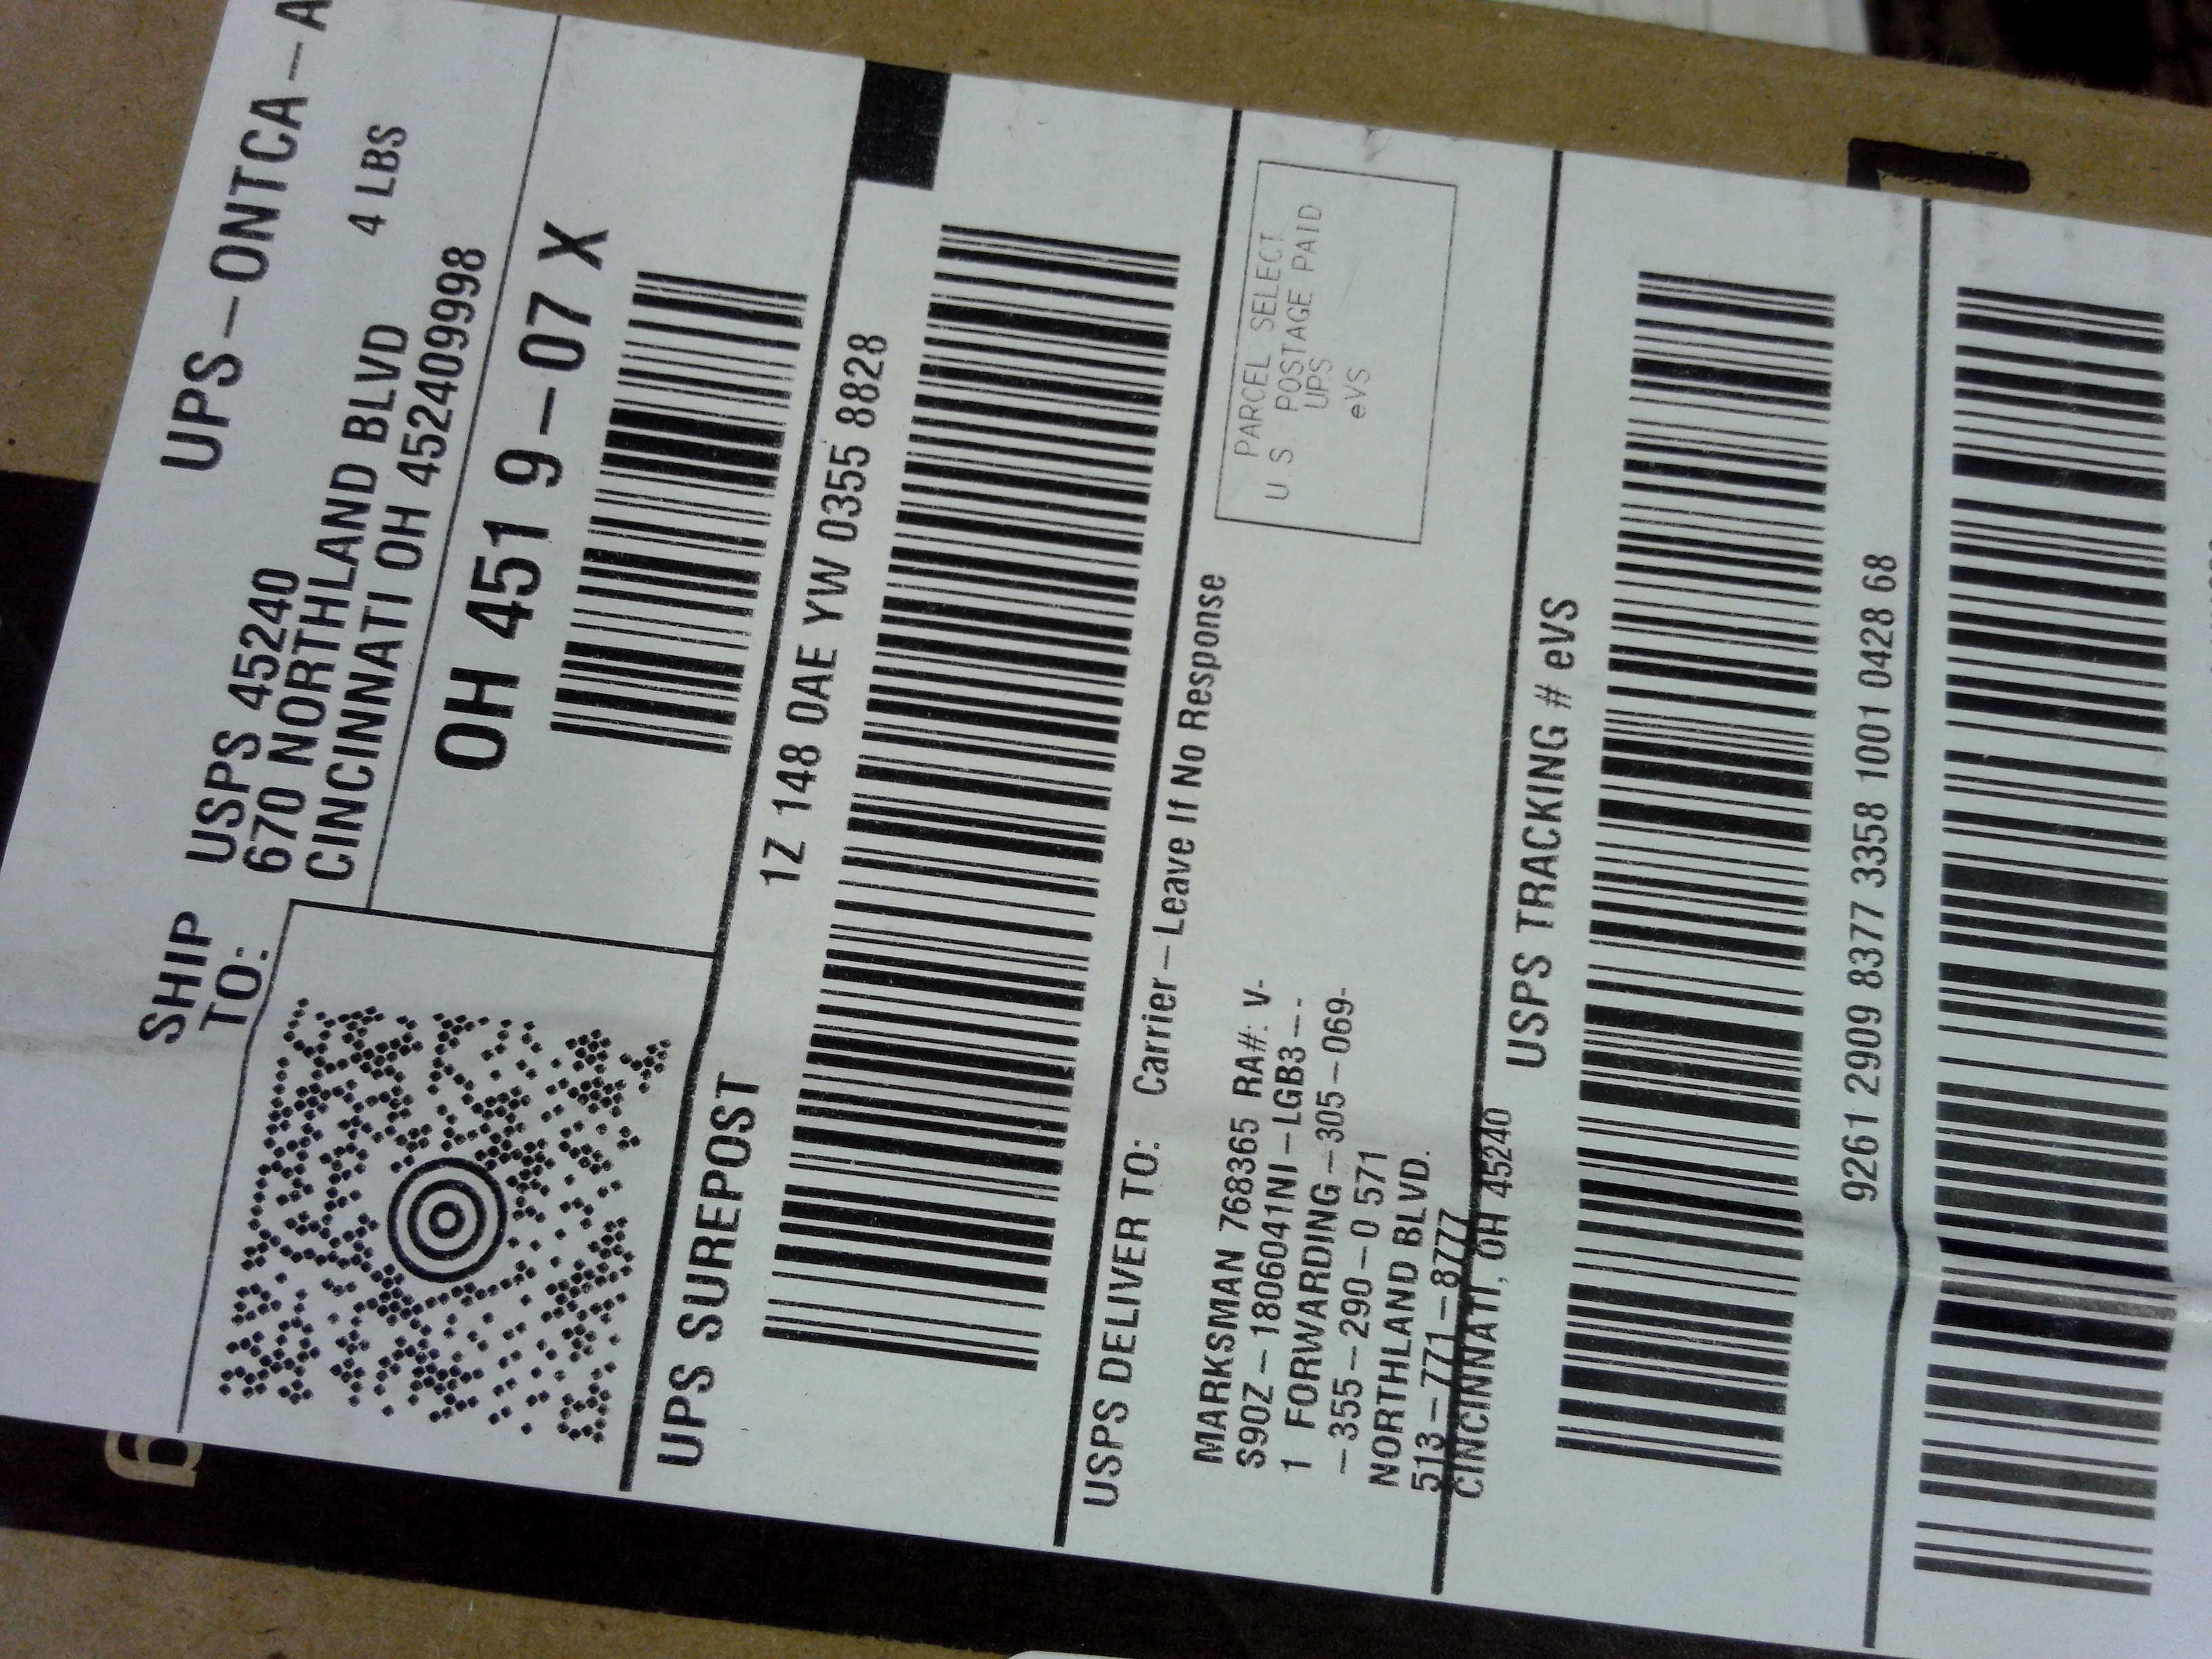 UPS-ONTCA-A
4 LBS
SHIP
TO:
USPS 45240
670 NORTHLAND BLVD
CINCINNATI OH 452409998
OH 451 9-07 X
UPS SUREPOST
1Z 148 0AE YW 0355 8828
USPS DELIVER TO:
Carrier-Leave If No Response
MARKSMAN 768365 RA#: V-
S90Z-1806041NI-LGB3--
1 FORWARDING-305-069-
-355-290-0 571
NORTHLAND BLVD.
513-771-8777
CINCINNATI, OH 45240
PARCEL SELECT
U.S. POSTAGE PAID
UPS
eVS
USPS TRACKING # eVS
9261 2909 8377 3358 1001 0428 68